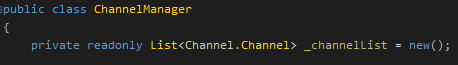 public class ChannelManager
{
private readonly List<Channel.Channel> _channelList = new();